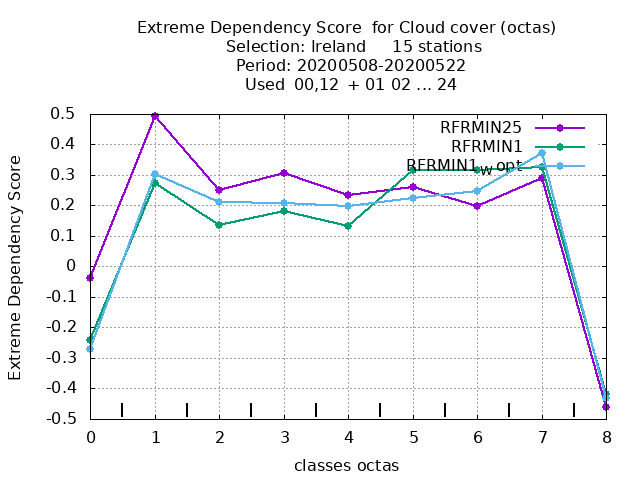 Extreme Dependency Score  for Cloud cover (octas)
Selection: Ireland     15 stations
Period: 20200508-20200522
Used  00,12  + 01 02 ... 24
RFRMIN25
RFRMIN1
RFRMIN1wopt
Extreme Dependency Score
0.5
0.4
0.3
0.2
0.1
0
-0.1
-0.2
-0.3
-0.4
-0.5
0 1 2 3 4 5 6 7 8
classes octas